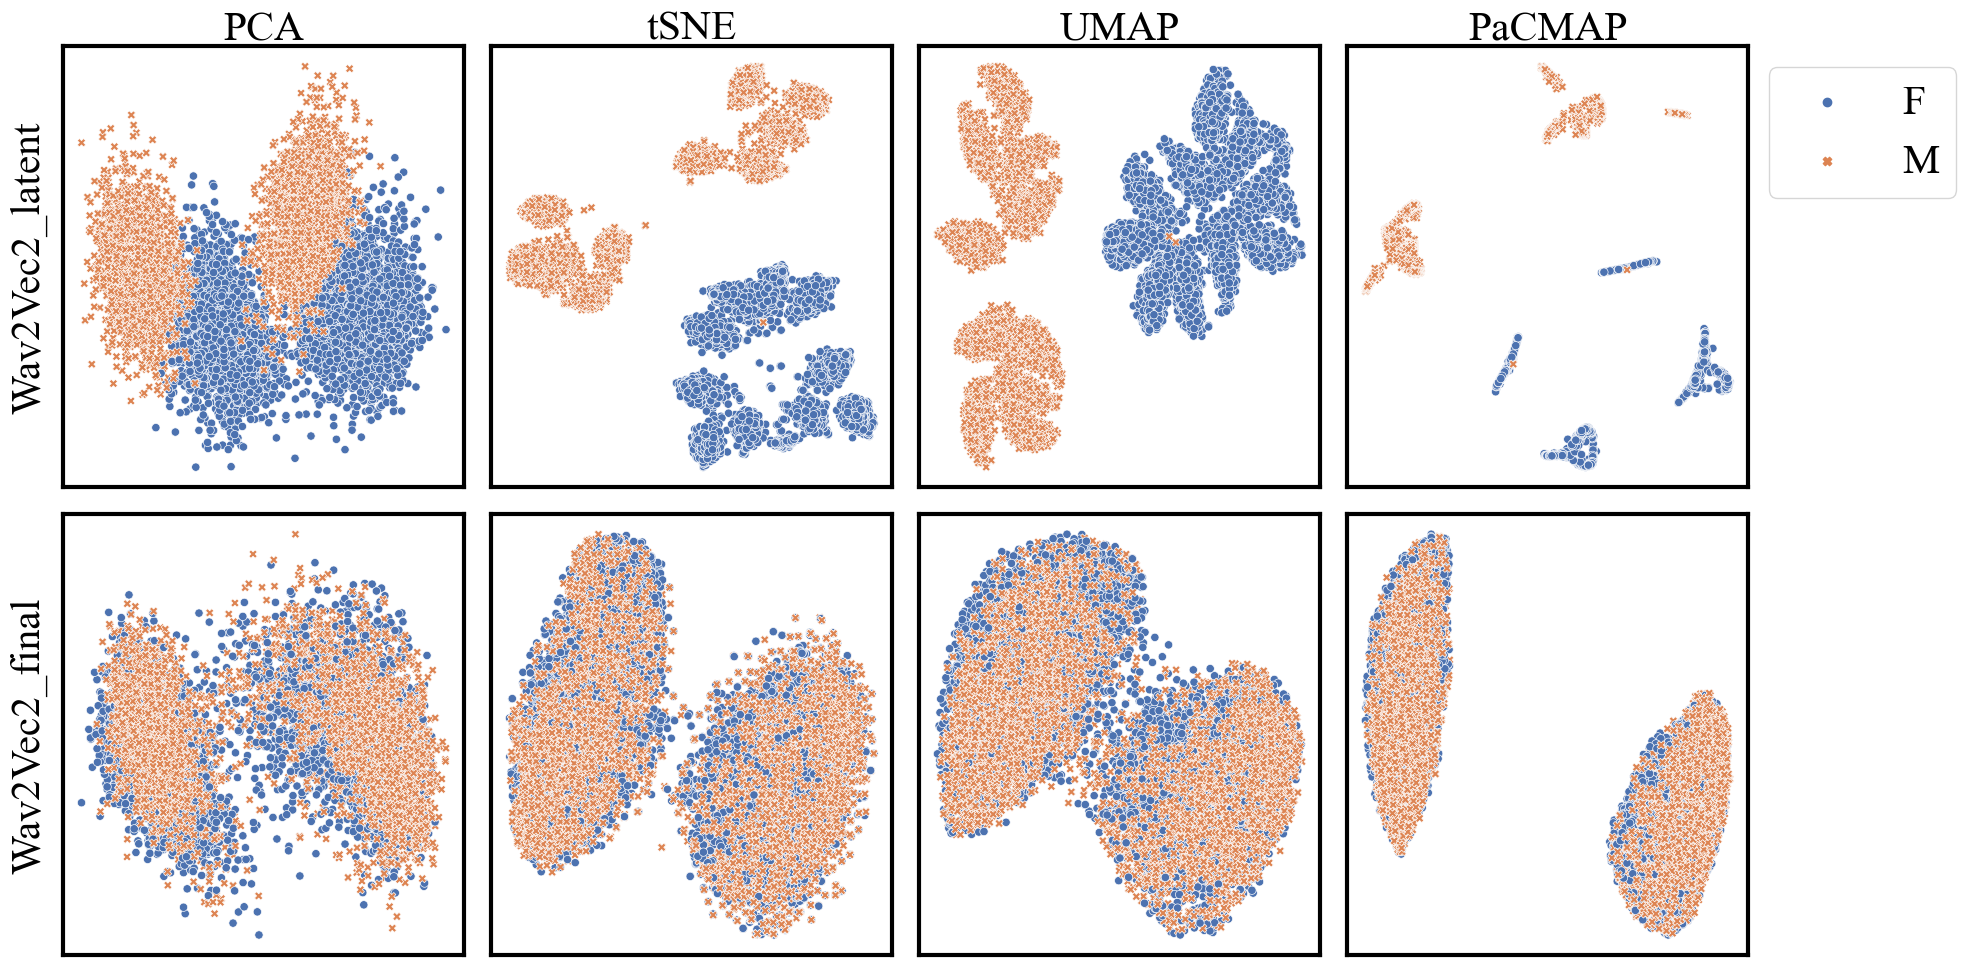 PCA
tSNE
UMAP
PaCMAP
F
M
Wav2Vec2_latent
Wav2Vec2_final